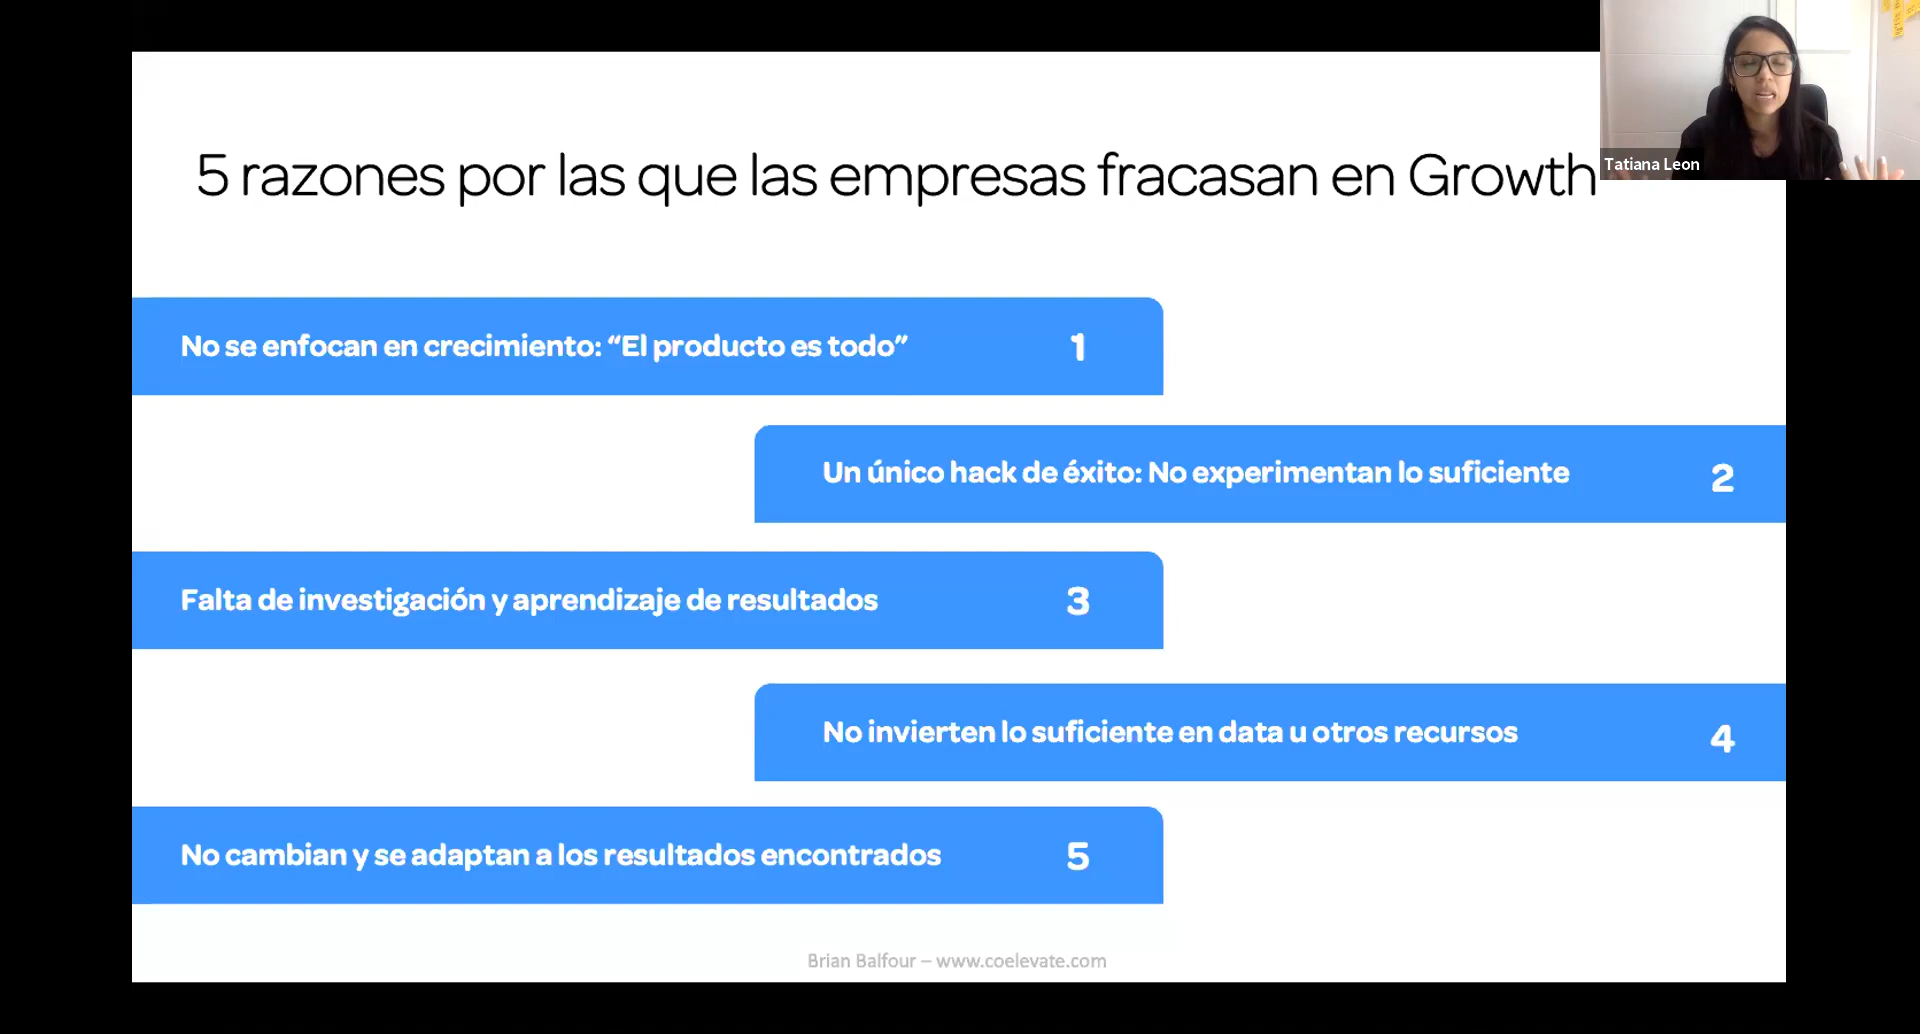 Tatiana Leon
5 razones por las que las empresas fracasan en Growth
No se enfocan en crecimiento: “El producto es todo” 1
Un único hack de éxito: No experimentan lo suficiente 2
Falta de investigación y aprendizaje de resultados 3
No invierten lo suficiente en data u otros recursos 4
No cambian y se adaptan a los resultados encontrados 5
Brian Balfour – www.coelevate.com